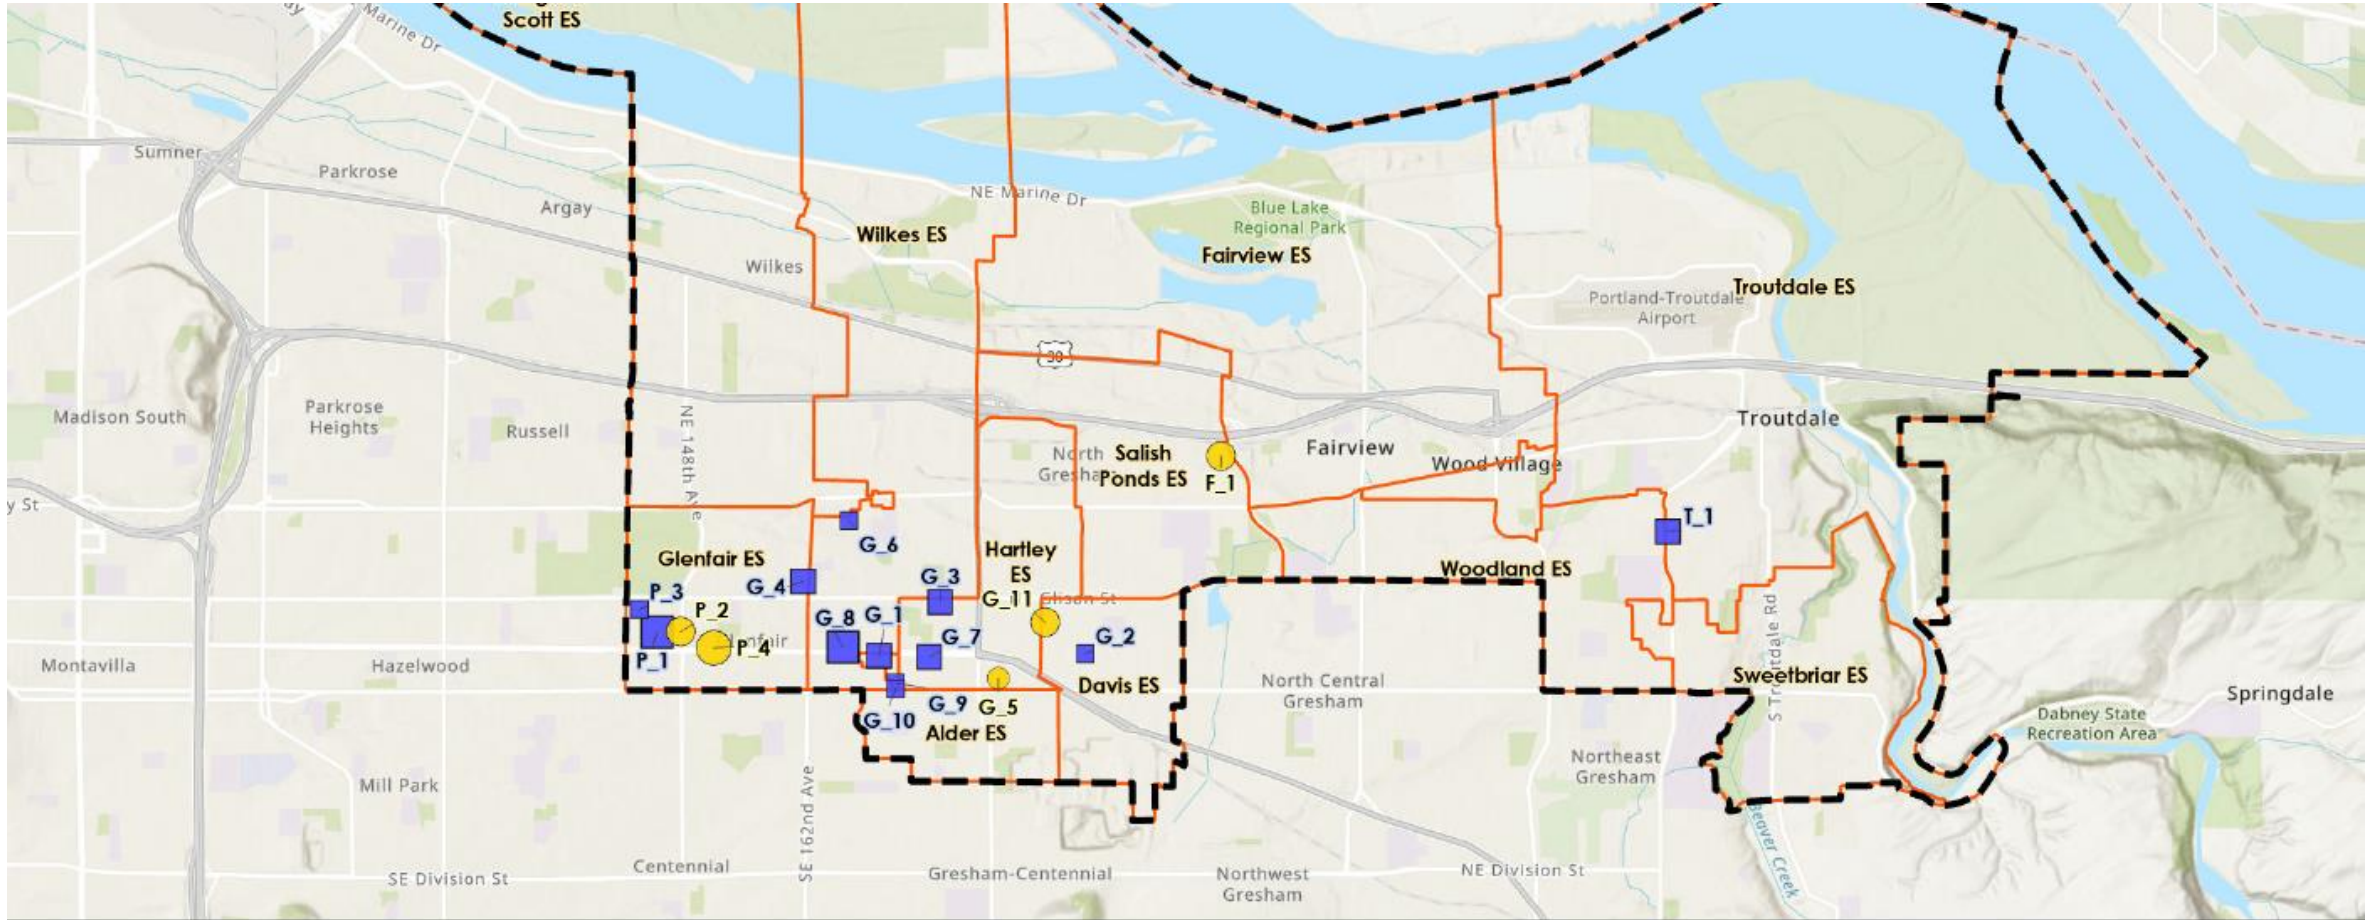 Scott ES
Marine Dr
Sumner
Parkrose
Argay
NE Marine Dr
Blue Lake
Regional Park
Wilkes ES
Fairview ES
Wilkes
Troutdale ES
Portland-Troutdale
Airport
30
Madison South
Parkrose
Heights
Russell
NE 148th Ave
North
Gresha
Salish
Ponds ES
F_1
Fairview
Wood Village
Troutdale
y St
T_1
G_6
Glenfair ES
Hartley
ES
Woodland ES
G_4
G_3
G_11
Glisan St
P_3
P_2
G_8
G_1
G_7
G_2
P_1
P_4
nfair
Montavilla
Hazelwood
S Troutdale Rd
Sweetbriar ES
Davis ES
North Central
Gresham
Springdale
G_9
G_5
G_10
Alder ES
Dabney State
Recreation Area
Northeast
Gresham
Mill Park
SE 162nd Ave
Beaver Creek
Centennial
SE Division St
Gresham-Centennial
Northwest
Gresham
NE Division St